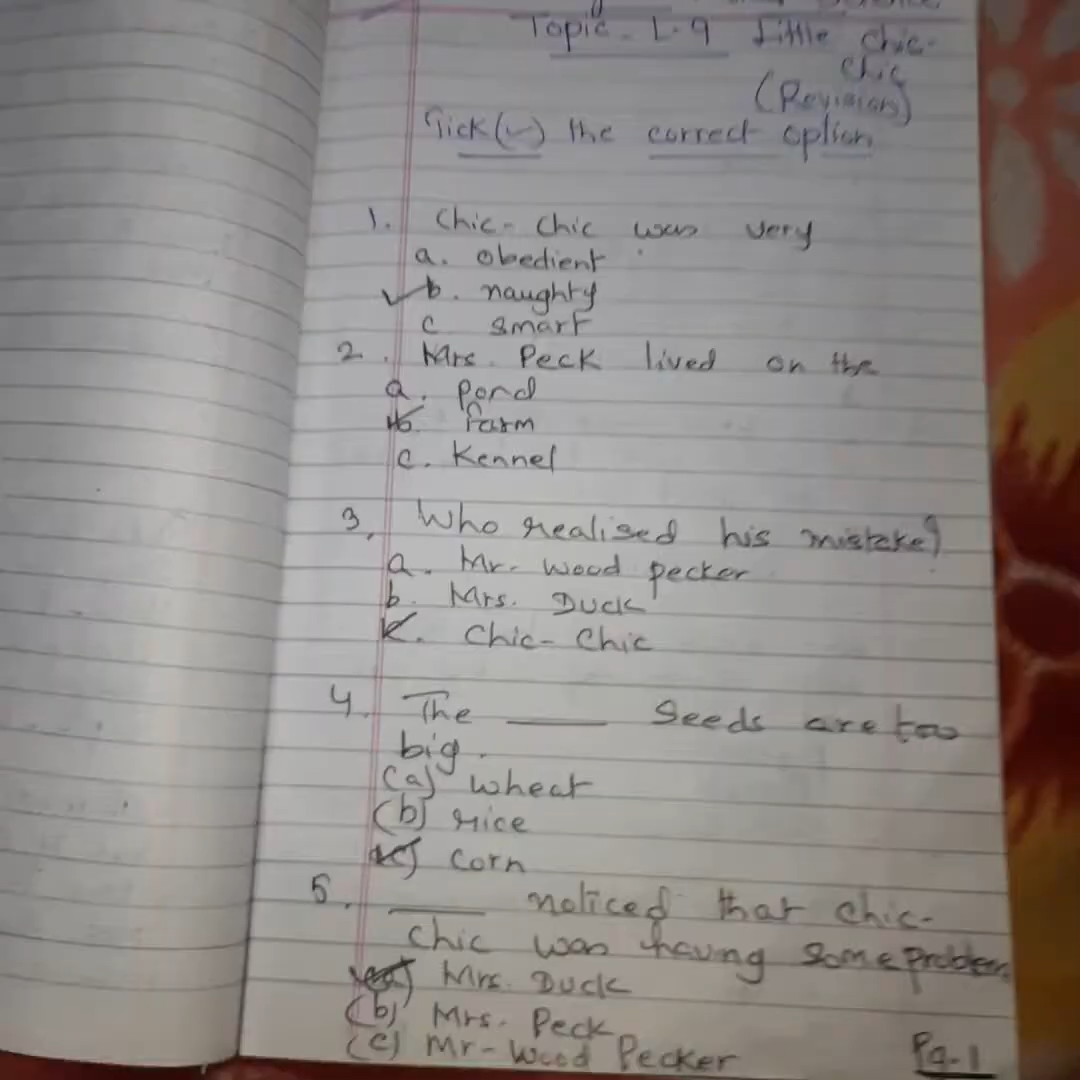 Topic - L-9 Little Chic-
Chic
(Revision)
Tick(✓) the correct option
1. Chic-Chic was very
a. obedient
✓b. naughty
c smart
2. Mrs. Peck lived on the
a. Pond
✓b. farm
c. Kennel
3. Who realised his mistake?
a. Mr. Wood pecker
b. Mrs. Duck
✓c. Chic-Chic
4. The ____ Seeds are too
big.
(a) wheat
(b) rice
✓(c) corn
5. ____ noticed that chic-
chic was having some problem
✓(a) Mrs. Duck
(b) Mrs. Peck
(c) Mr-Wood Pecker
Pg-1